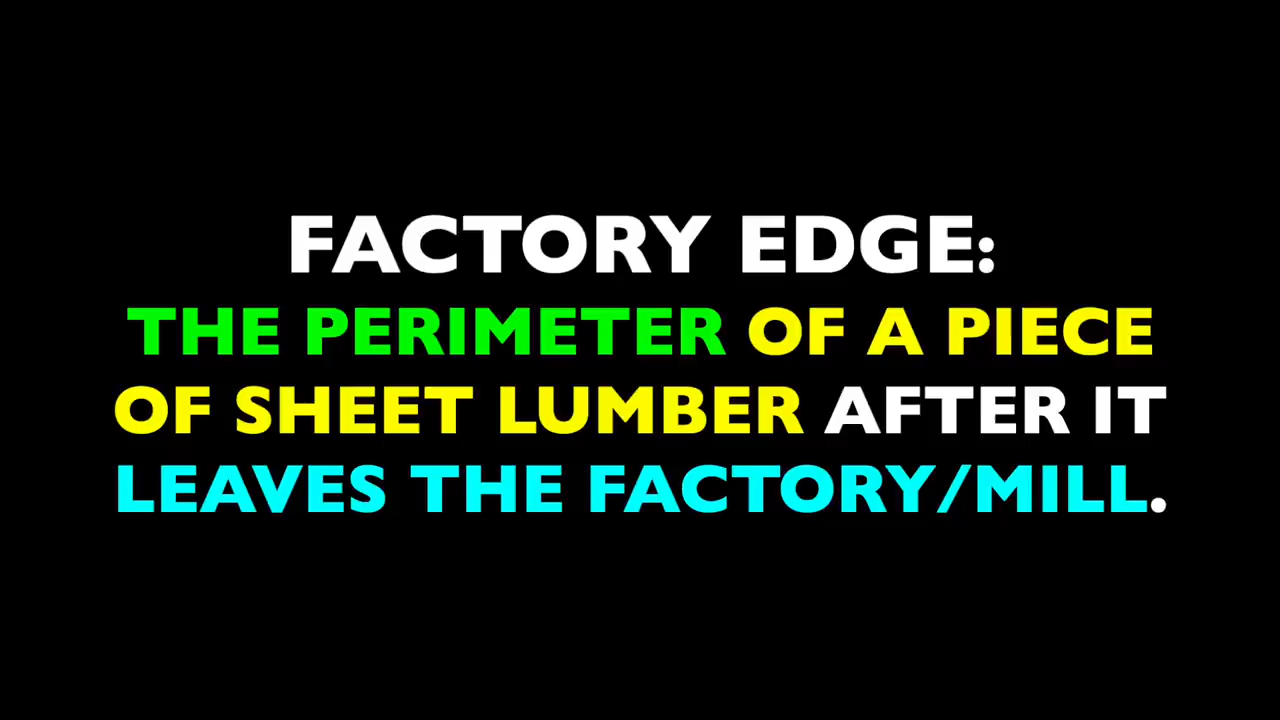 FACTORY EDGE:
THE PERIMETER OF A PIECE
OF SHEET LUMBER AFTER IT
LEAVES THE FACTORY/MILL.